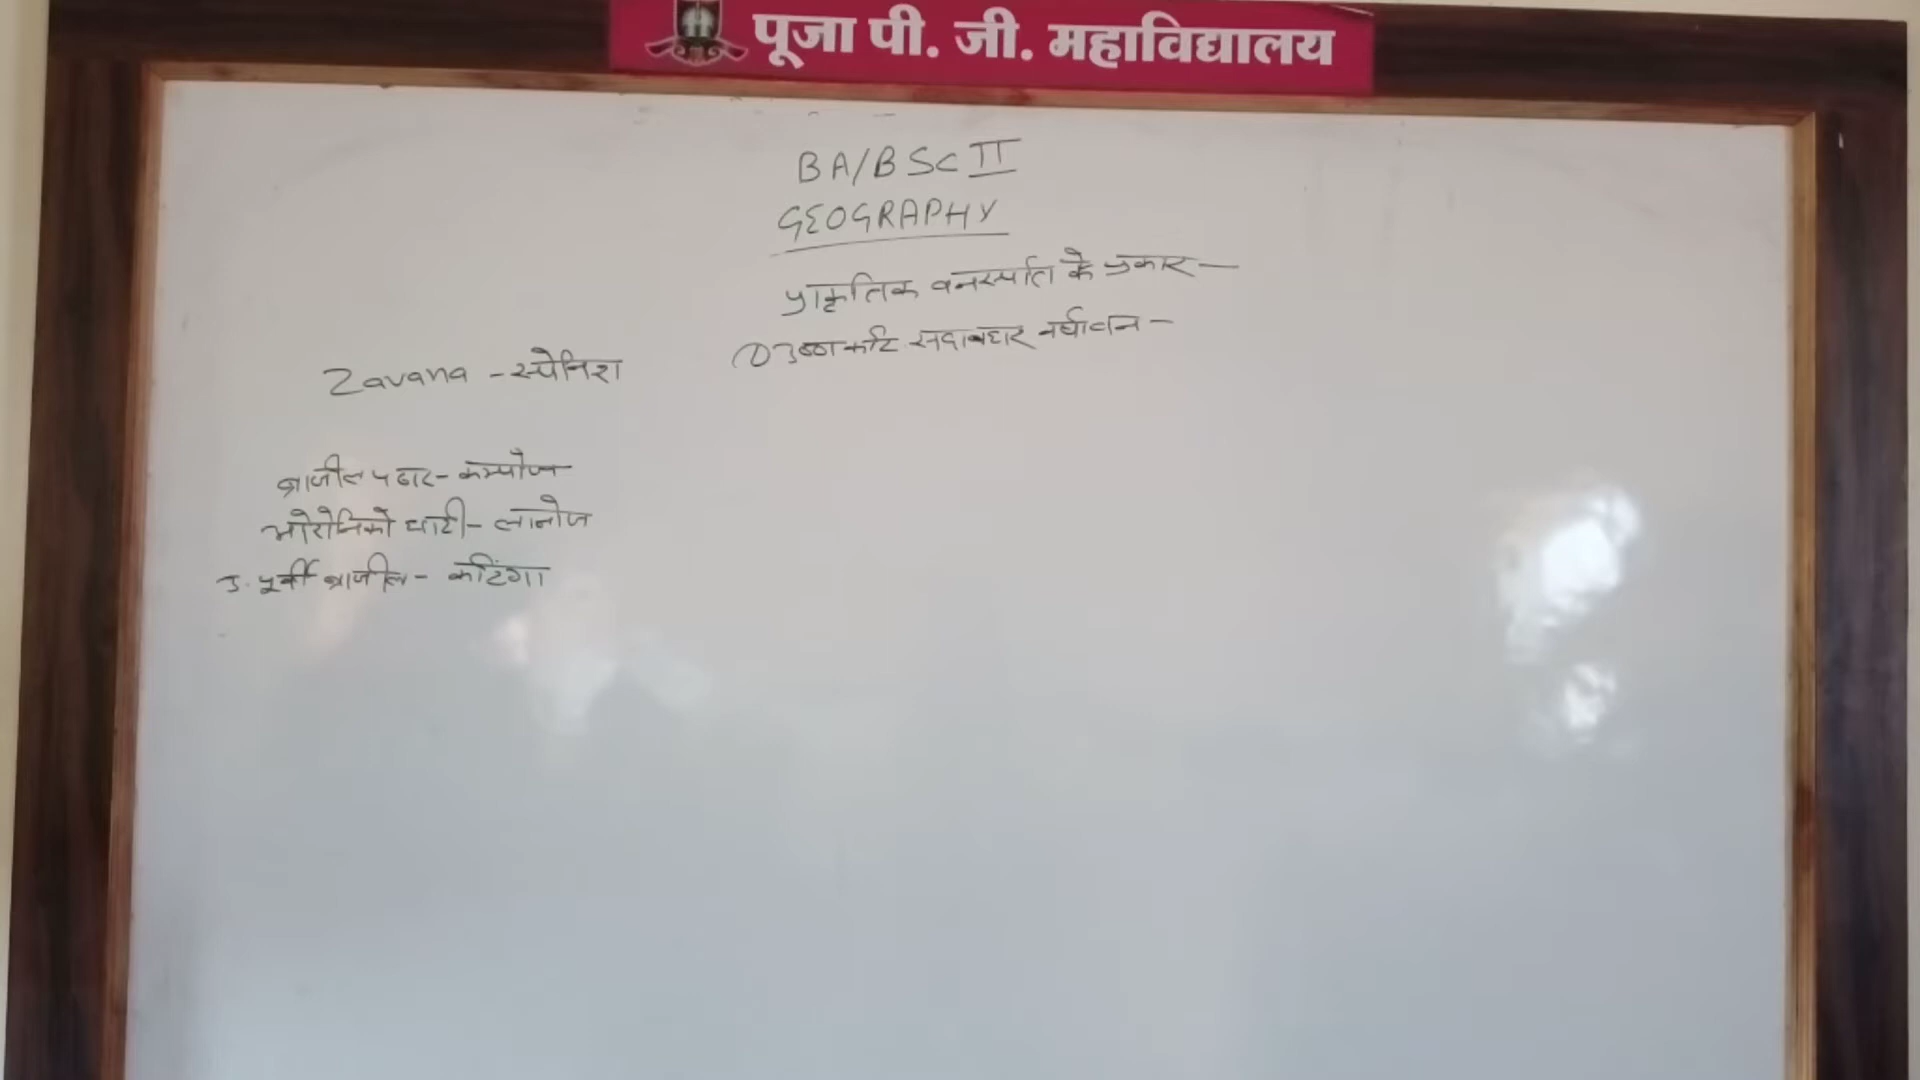 पूजा पी. जी. महाविद्यालय
BA/BSC II
GEOGRAPHY
प्राकृतिक वनस्पति के प्रकार—
① उष्ण कटि सदाबहार वर्षावन—
Zavana - स्पेनिश
ब्राजील पठार - कम्पोज
ओरोनिको घाटी - लानोज
उ. पूर्वी ब्राजील - कटिंगा